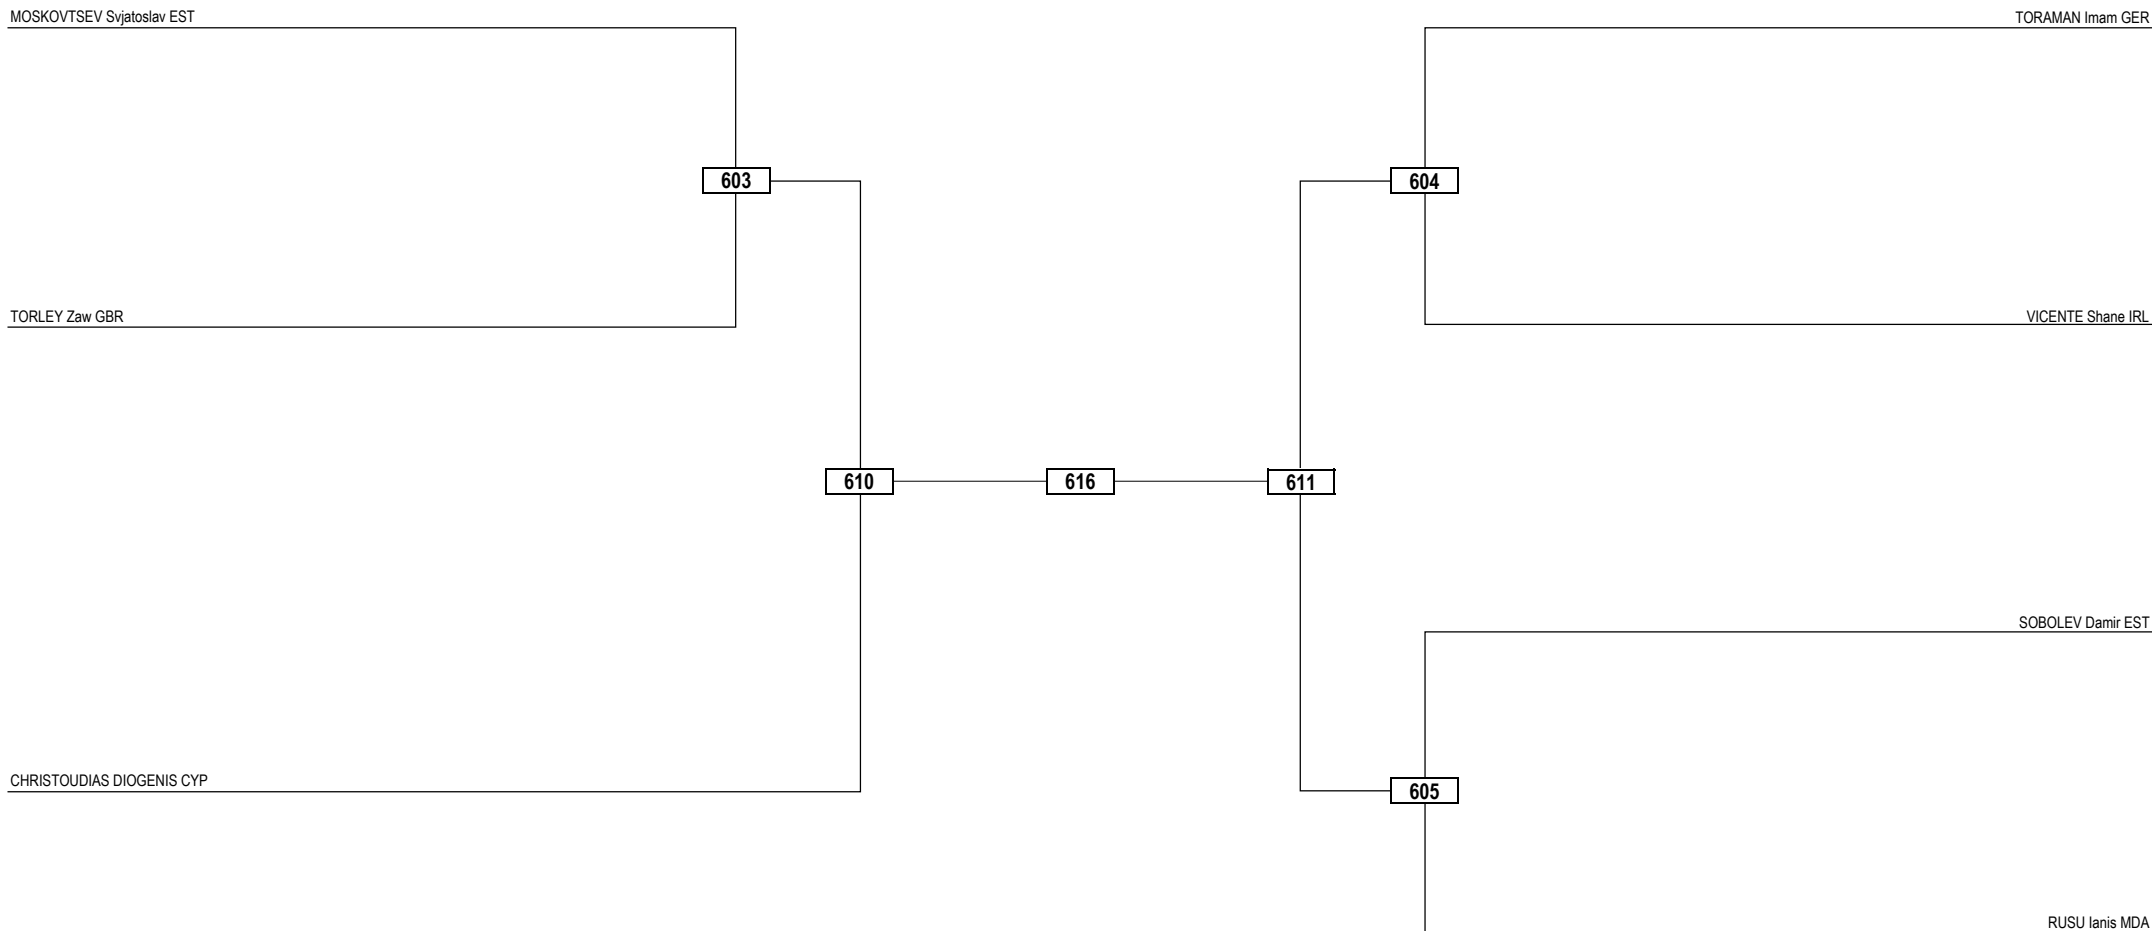 MOSKOVTSEV Svjatoslav EST
TORAMAN Imam GER
603
604
TORLEY Zaw GBR
VICENTE Shane IRL
610
616
611
SOBOLEV Damir EST
CHRISTOUDIAS DIOGENIS CYP
605
RUSU Ianis MDA